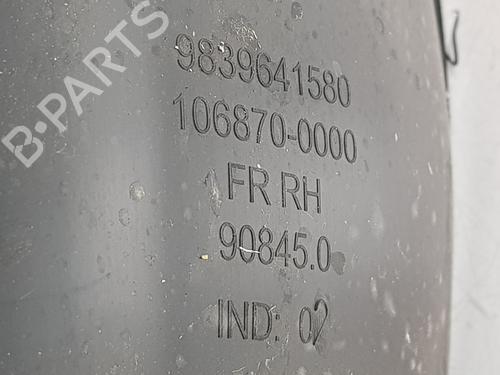 B-PARTS
9839641580
106870-0000
FR RH
90845.0
IND: 02